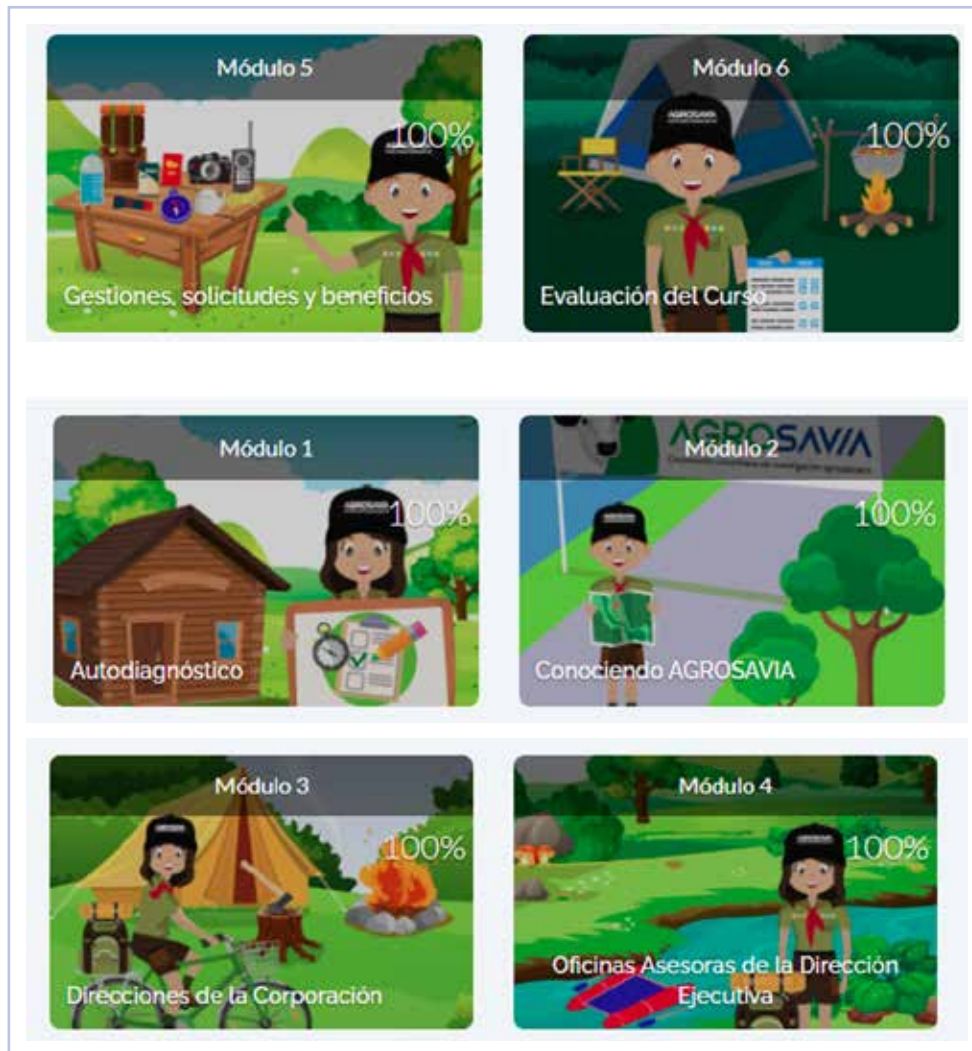 Módulo 5
100%
Gestiones, solicitudes y beneficios
Módulo 6
AGROSAVIA
100%
Evaluación del Curso
Módulo 1
AGROSAVIA
100%
Autodiagnóstico
AGROSAVIA
Módulo 2
100%
Conociendo AGROSAVIA
Módulo 3
100%
Direcciones de la Corporación
Módulo 4
100%
Oficinas Asesoras de la Dirección
Ejecutiva